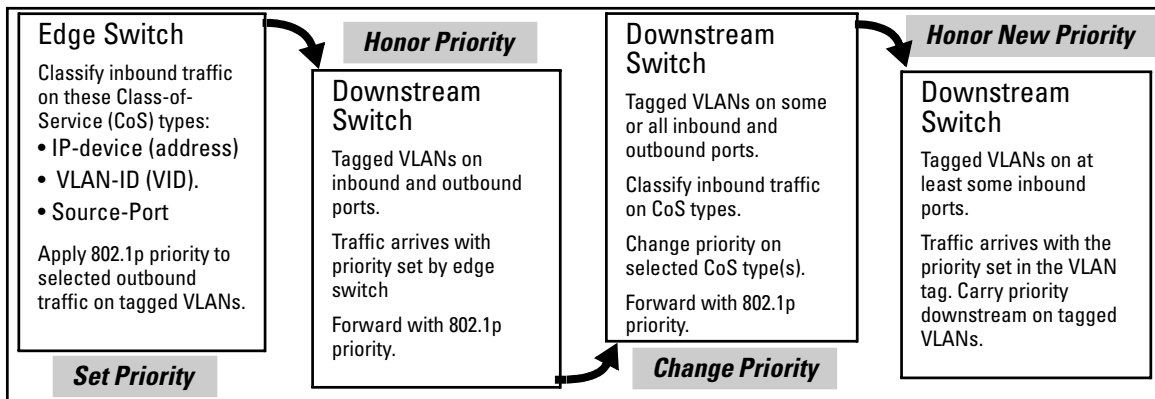 Edge Switch
Classify inbound traffic
on these Class-of-
Service (CoS) types:
• IP-device (address)
• VLAN-ID (VID).
• Source-Port
Apply 802.1p priority to
selected outbound
traffic on tagged VLANs.
Set Priority
Honor Priority
Downstream
Switch
Tagged VLANs on
inbound and outbound
ports.
Traffic arrives with
priority set by edge
switch
Forward with 802.1p
priority.
Downstream
Switch
Tagged VLANs on some
or all inbound and
outbound ports.
Classify inbound traffic
on CoS types.
Change priority on
selected CoS type(s).
Forward with 802.1p
priority.
Change Priority
Honor New Priority
Downstream
Switch
Tagged VLANs on at
least some inbound
ports.
Traffic arrives with the
priority set in the VLAN
tag. Carry priority
downstream on tagged
VLANs.